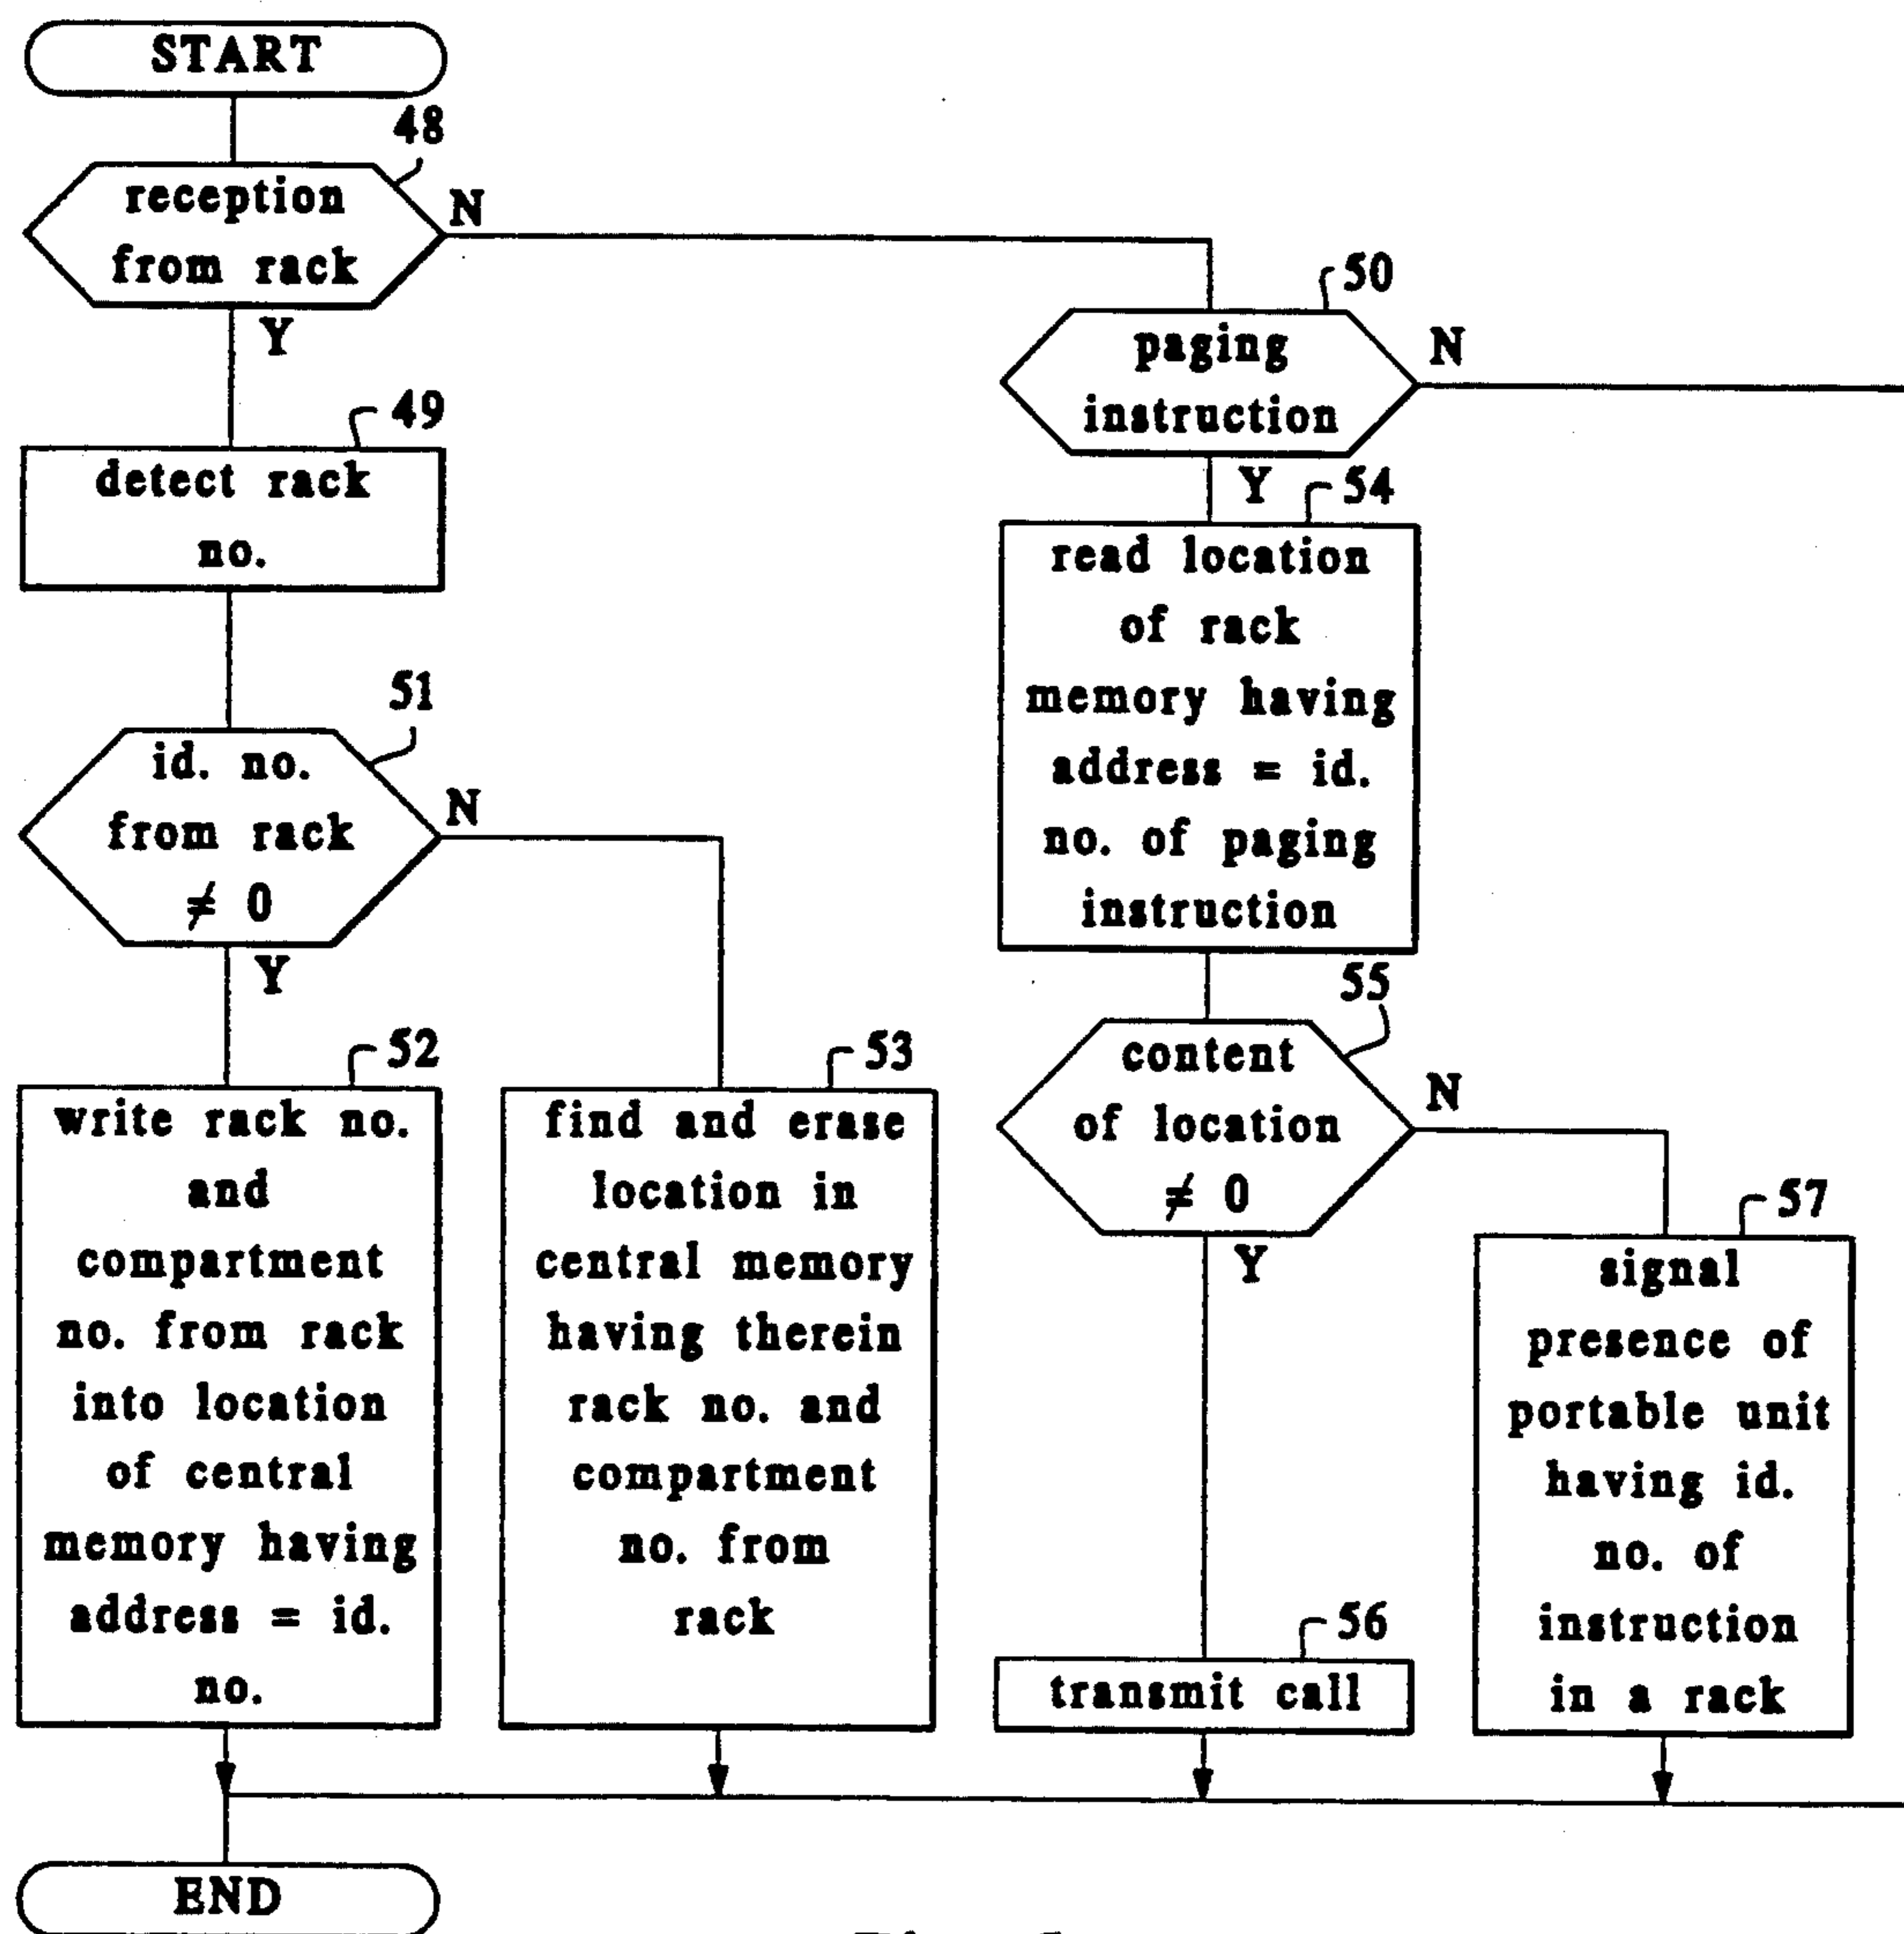 START
48
reception
from rack
N
Y
49
detect rack
no.
51
id. no.
from rack
≠ 0
N
Y
52
write rack no.
and
compartment
no. from rack
into location
of central
memory having
address = id.
no.
53
find and erase
location in
central memory
having therein
rack no. and
compartment
no. from
rack
50
paging
instruction
N
Y
54
read location
of rack
memory having
address = id.
no. of paging
instruction
55
content
of location
≠ 0
N
Y
56
transmit call
57
signal
presence of
portable unit
having id.
no. of
instruction
in a rack
END